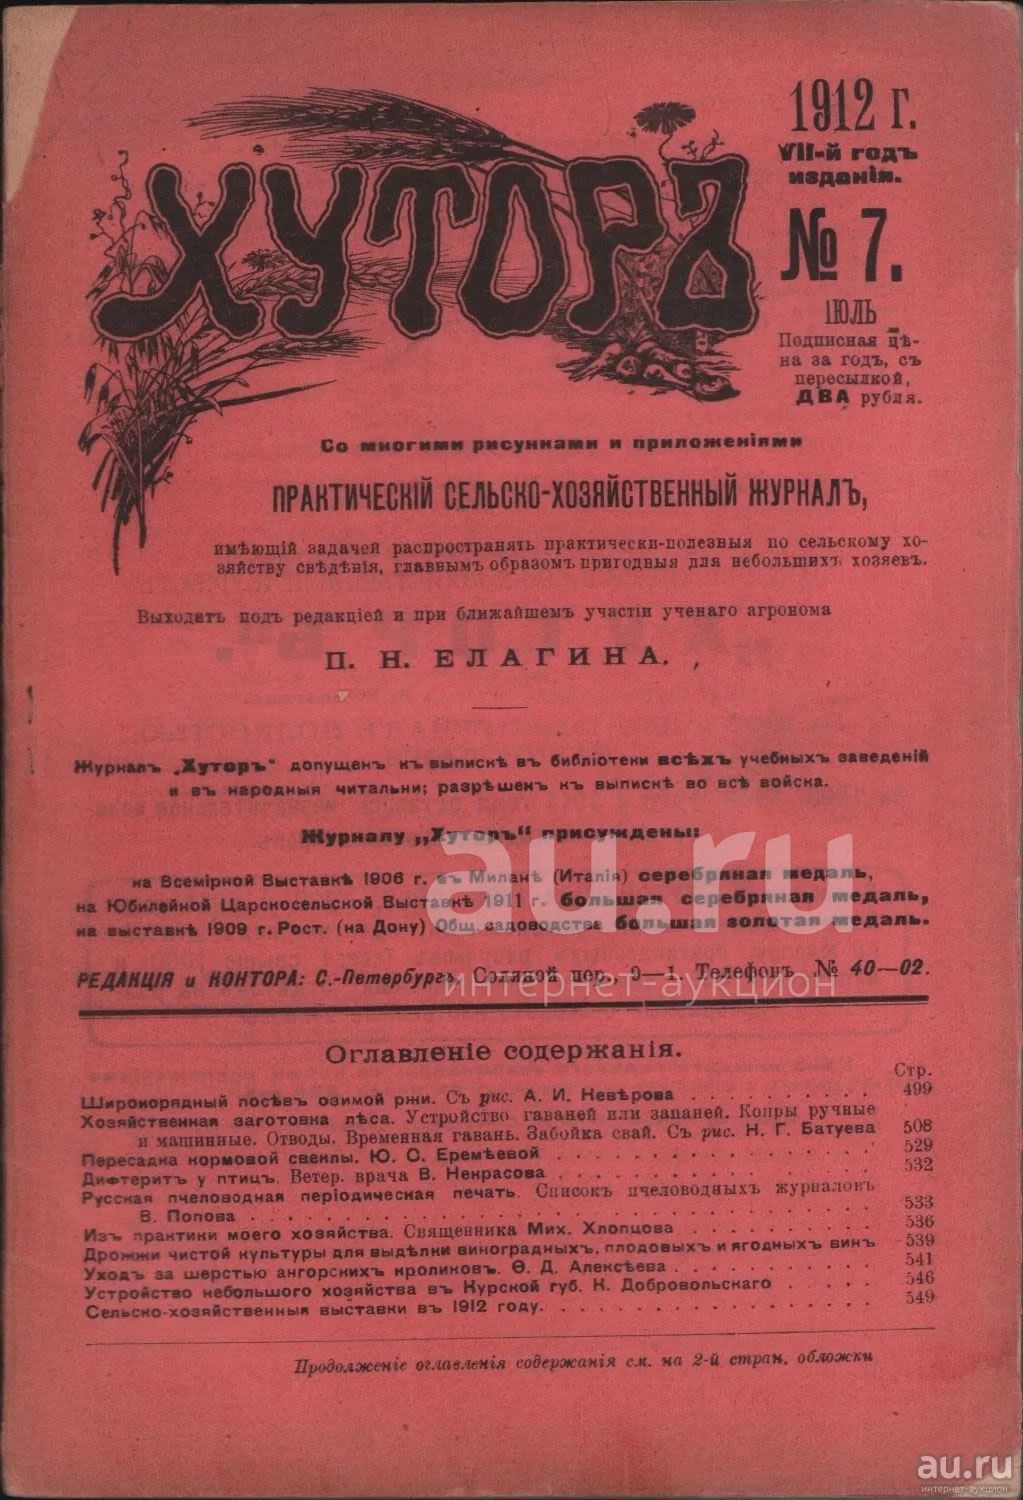 ХУТОРЪ
1912 г.
VII-й годъ
изданія.
№ 7.
ІЮЛЬ
Подписная цѣ-
на за годъ, съ
пересылкой,
ДВА рубля.
Со многими рисунками и приложеніями
ПРАКТИЧЕСКІЙ СЕЛЬСКО-ХОЗЯЙСТВЕННЫЙ ЖУРНАЛЪ,
имѣющій задачей распространять практически-полезныя по сельскому хо-
зяйству свѣдѣнія, главнымъ образомъ пригодныя для небольшихъ хозяевъ.
Выходитъ подъ редакціей и при ближайшемъ участіи ученаго агронома
П. Н. ЕЛАГИНА.
Журналъ „Хуторъ“ допущенъ къ выпискѣ въ библіотеки всѣхъ учебныхъ заведеній
и въ народныя читальни; разрѣшенъ къ выпискѣ во всѣ войска.
Журналу „Хуторъ“ присуждены:
на Всемірной Выставкѣ 1906 г. въ Миланѣ (Италія) серебряная медаль,
на Юбилейной Царскосельской Выставкѣ 1911 г. большая серебряная медаль,
на выставкѣ 1909 г. Рост. (на Дону) Общ. садоводства большая золотая медаль.
РЕДАКЦІЯ и КОНТОРА: С.-Петербургъ, Соляной пер., 9—1. Телефонъ № 40—02.
au.ru
интернет-аукцион
Оглавленіе содержанія.
Стр.
Широкорядный посѣвъ озимой ржи. Съ рис. А. И. Невѣрова . . . . . . . . . . 499
Хозяйственная заготовка лѣса. Устройство гаваней или запаней. Копры ручные
и машинные. Отводы. Временная гавань. Забойка свай. Съ рис. Н. Г. Батуева 508
Пересадка кормовой свеклы. Ю. С. Еремѣевой . . . . . . . . . . 529
Дифтеритъ у птицъ. Ветер. врача В. Некрасова . . . . . . . . . . 532
Русская пчеловодная періодическая печать. Списокъ пчеловодныхъ журналовъ
В. Попова . . . . . . . . . . 533
Изъ практики моего хозяйства. Священника Мих. Хлопцова . . . . . . . . 536
Дрожжи чистой культуры для выдѣлки виноградныхъ, плодовыхъ и ягодныхъ винъ 539
Уходъ за шерстью ангорскихъ кроликовъ. Ѳ. Д. Алексѣева . . . . . . . . 541
Устройство небольшого хозяйства въ Курской губ. К. Добровольскаго . . . . 546
Сельско-хозяйственныя выставки въ 1912 году. . . . . . . . . . . 549
Продолженіе оглавленія содержанія см. на 2-й стран. обложки
au.ru
интернет-аукцион